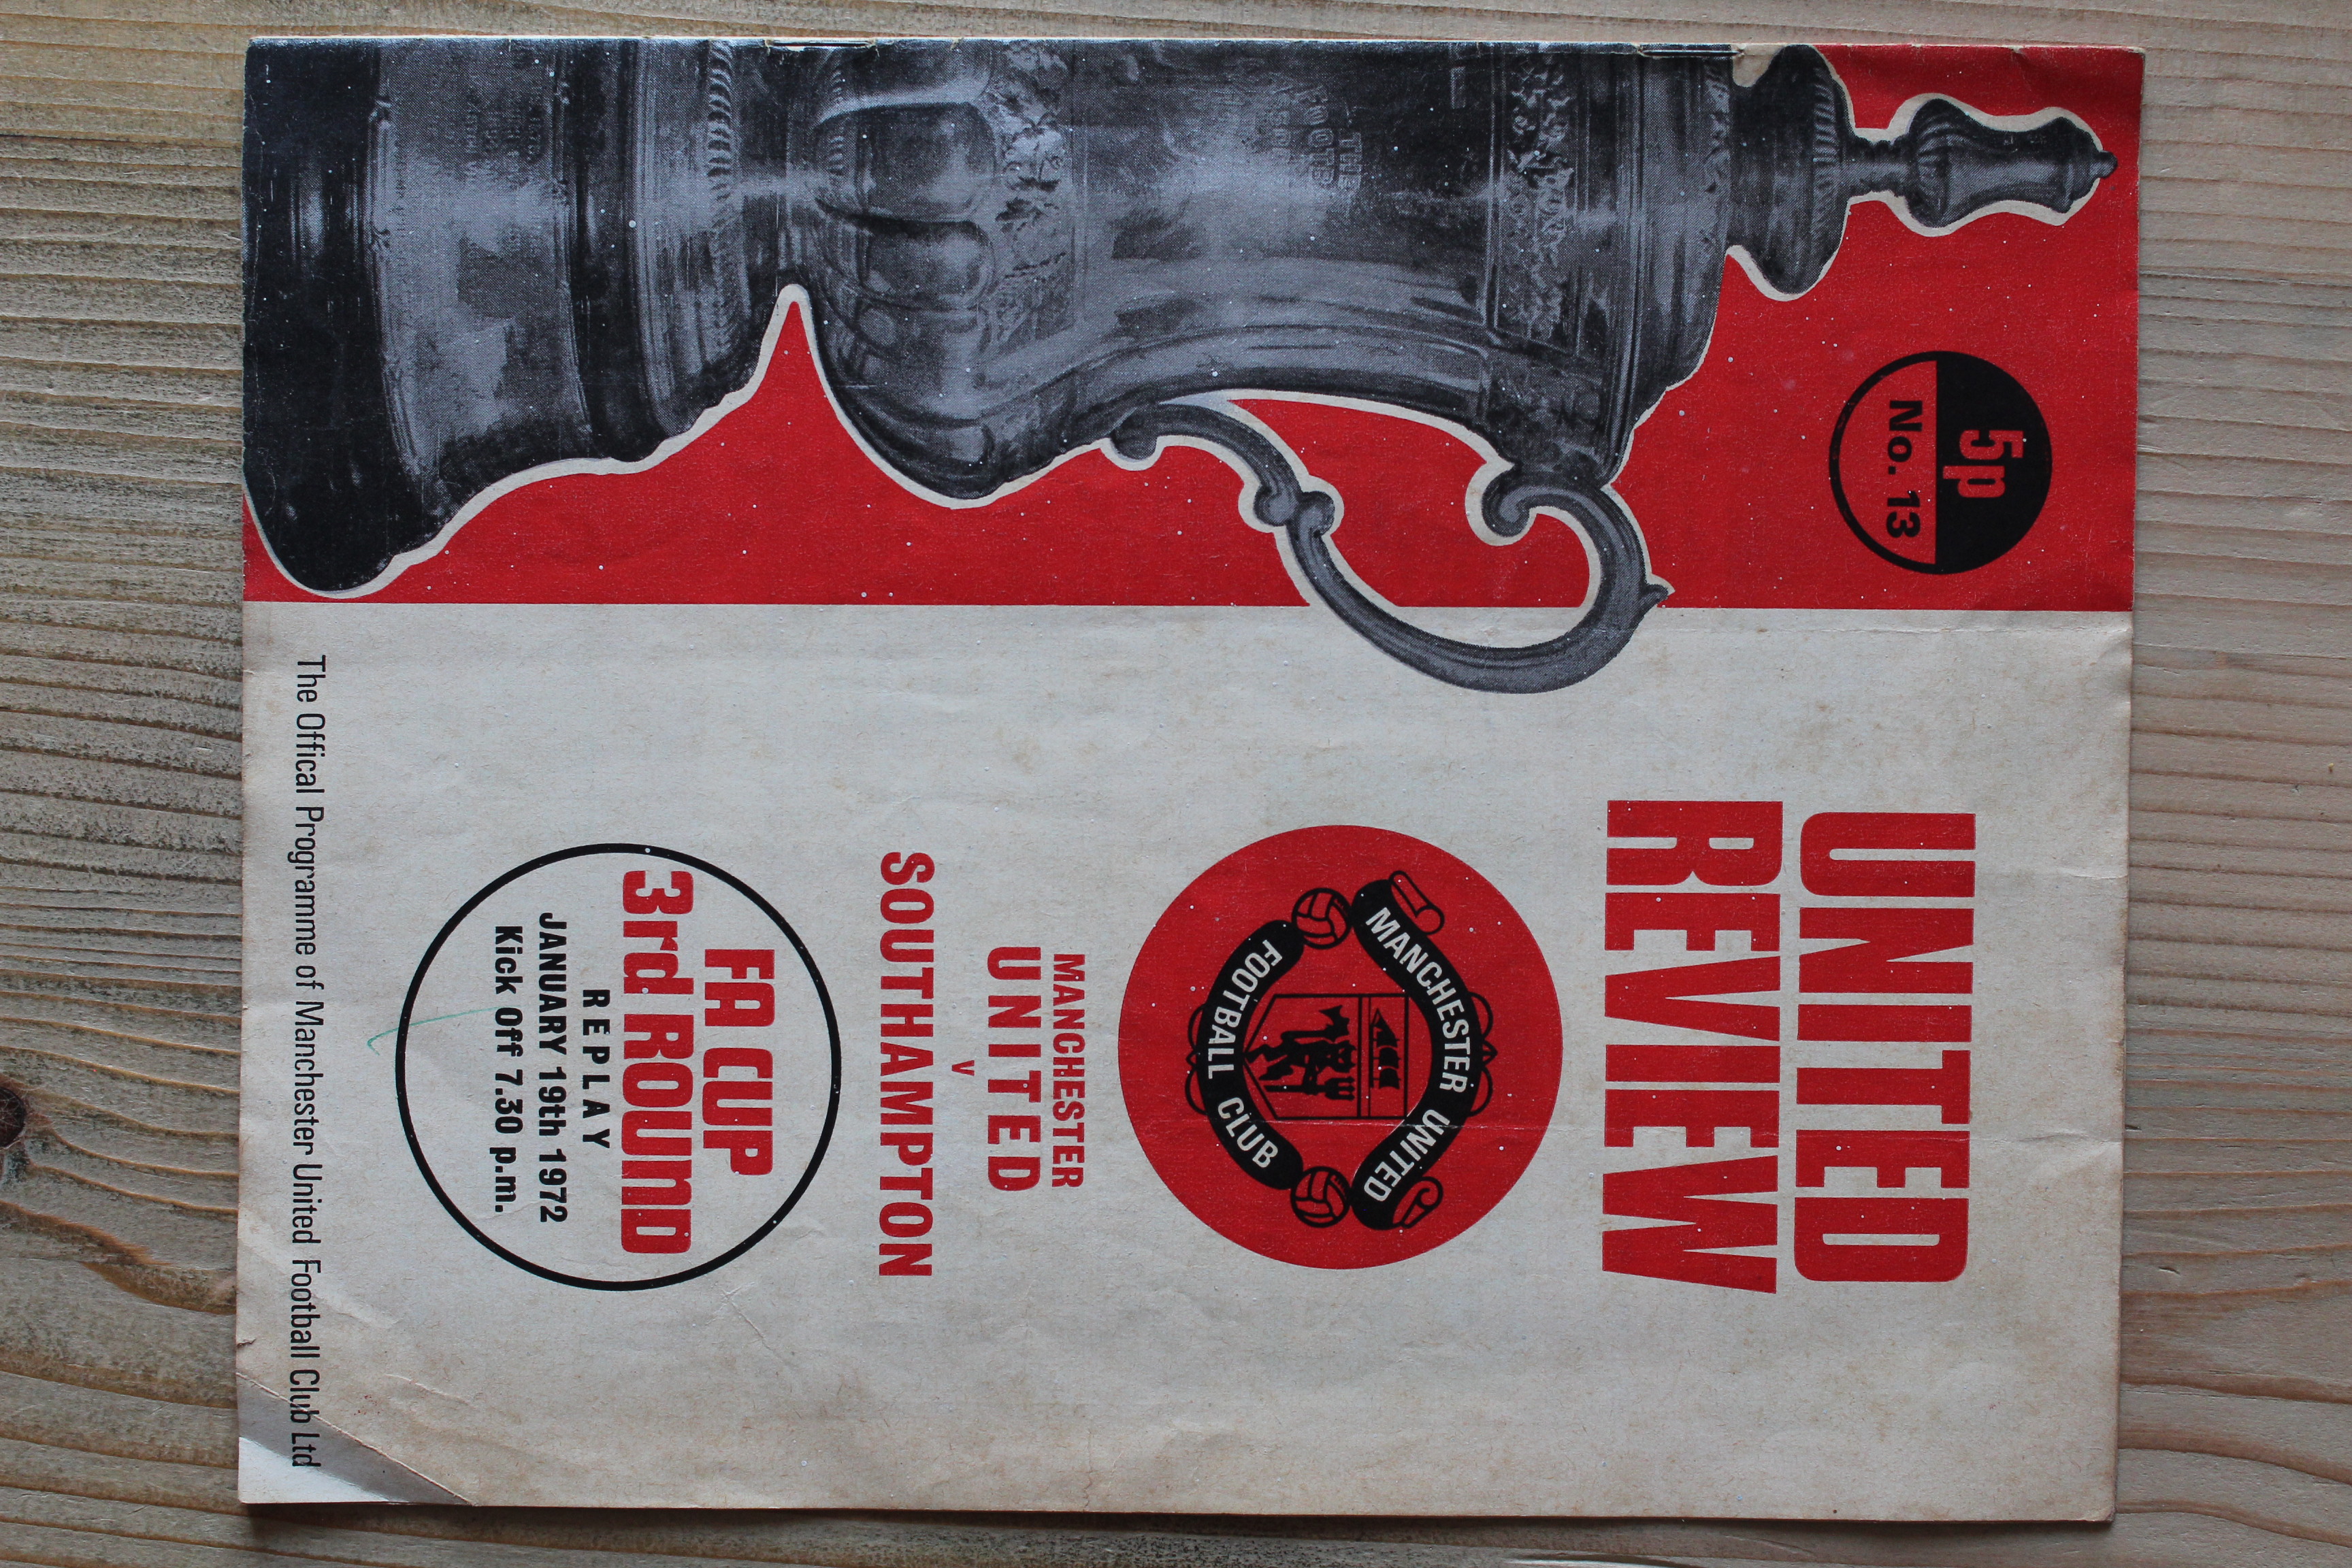 5p
No. 13
UNITED
REVIEW
MANCHESTER UNITED
FOOTBALL CLUB
MANCHESTER
UNITED
v
SOUTHAMPTON
FA CUP
3rd ROUND
REPLAY
JANUARY 19th 1972
Kick Off 7.30 p.m.
The Offical Programme of Manchester United Football Club Ltd
THE